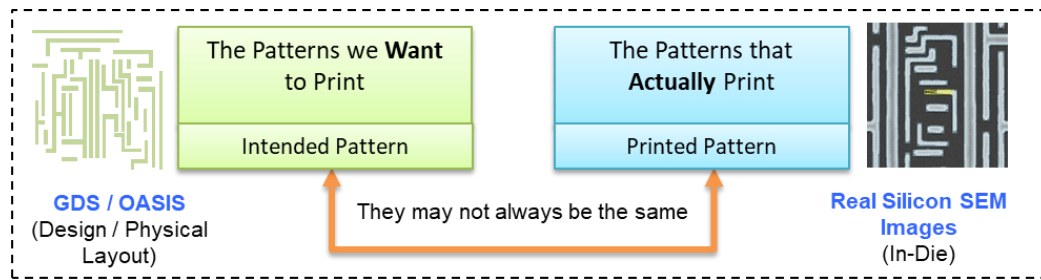 The Patterns we Want
to Print
Intended Pattern
GDS / OASIS
(Design / Physical
Layout)
They may not always be the same
The Patterns that
Actually Print
Printed Pattern
Real Silicon SEM
Images
(In-Die)